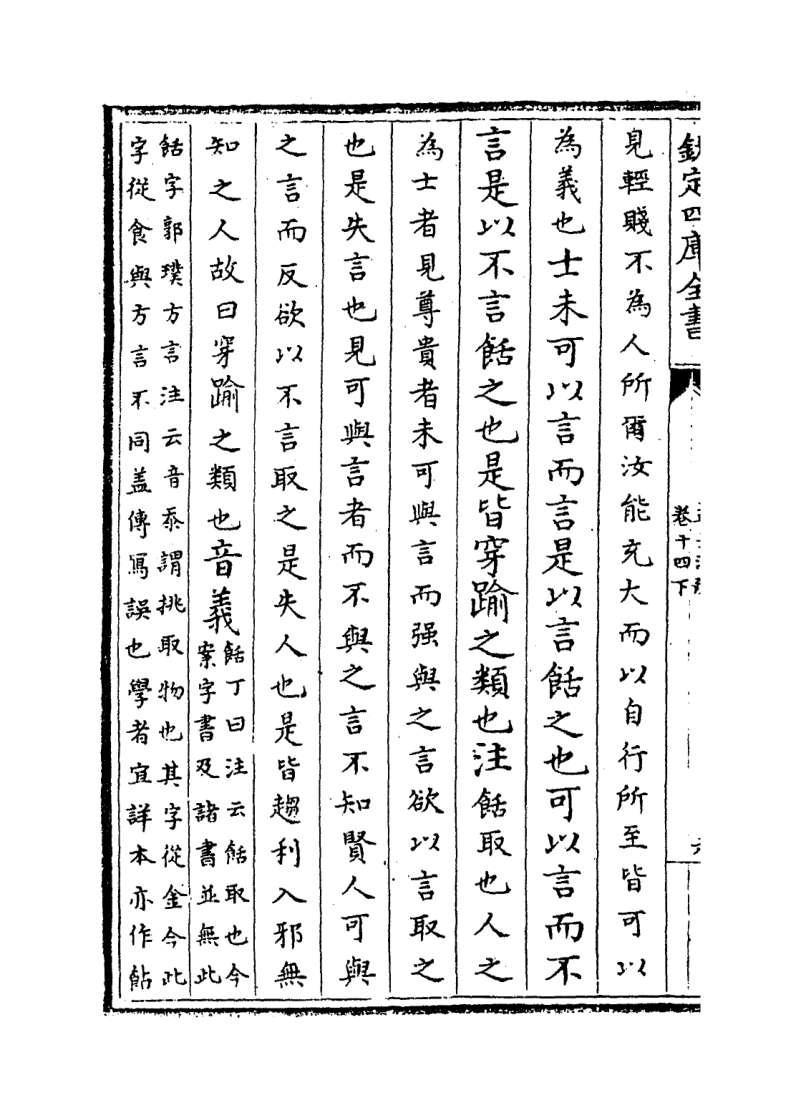 欽定四庫全書
卷十四下
見輕賤不為人所爾汝能充大而以自行所至皆可以
為義也士未可以言而言是以言餂之也可以言而不
言是以不言餂之也是皆穿踰之類也注餂取也人之
為士者見尊貴者未可與言而强與之言欲以言取之
也是失言也見可與言者而不與之言不知賢人可與
之言而反欲以不言取之是失人也是皆趨利入邪無
知之人故曰穿踰之類也音義餂丁曰注云餂取也今
案字書及諸書並無此
餂字郭璞方言注云音忝謂挑取物也其字從金今此
字從食與方言不同盖傳寫誤也學者宜詳本亦作䬯